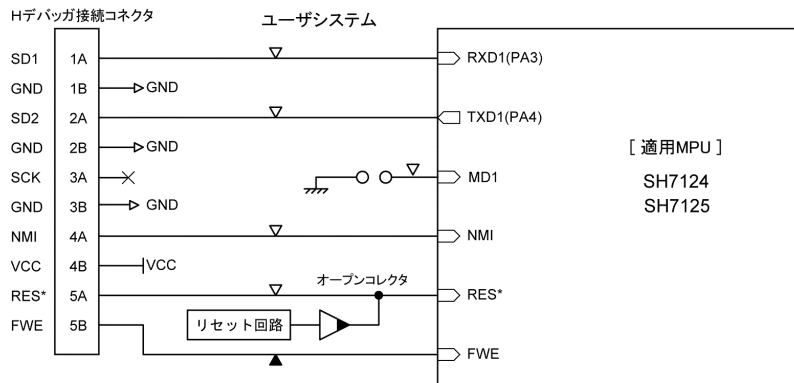 Hデバッガ接続コネクタ
ユーザシステム
SD1 1A RXD1(PA3)
GND 1B GND
SD2 2A TXD1(PA4)
GND 2B GND
[ 適用MPU ]
SCK 3A MD1 SH7124
GND 3B GND SH7125
NMI 4A NMI
VCC 4B VCC
オープンコレクタ
RES* 5A RES*
FWE 5B リセット回路
FWE